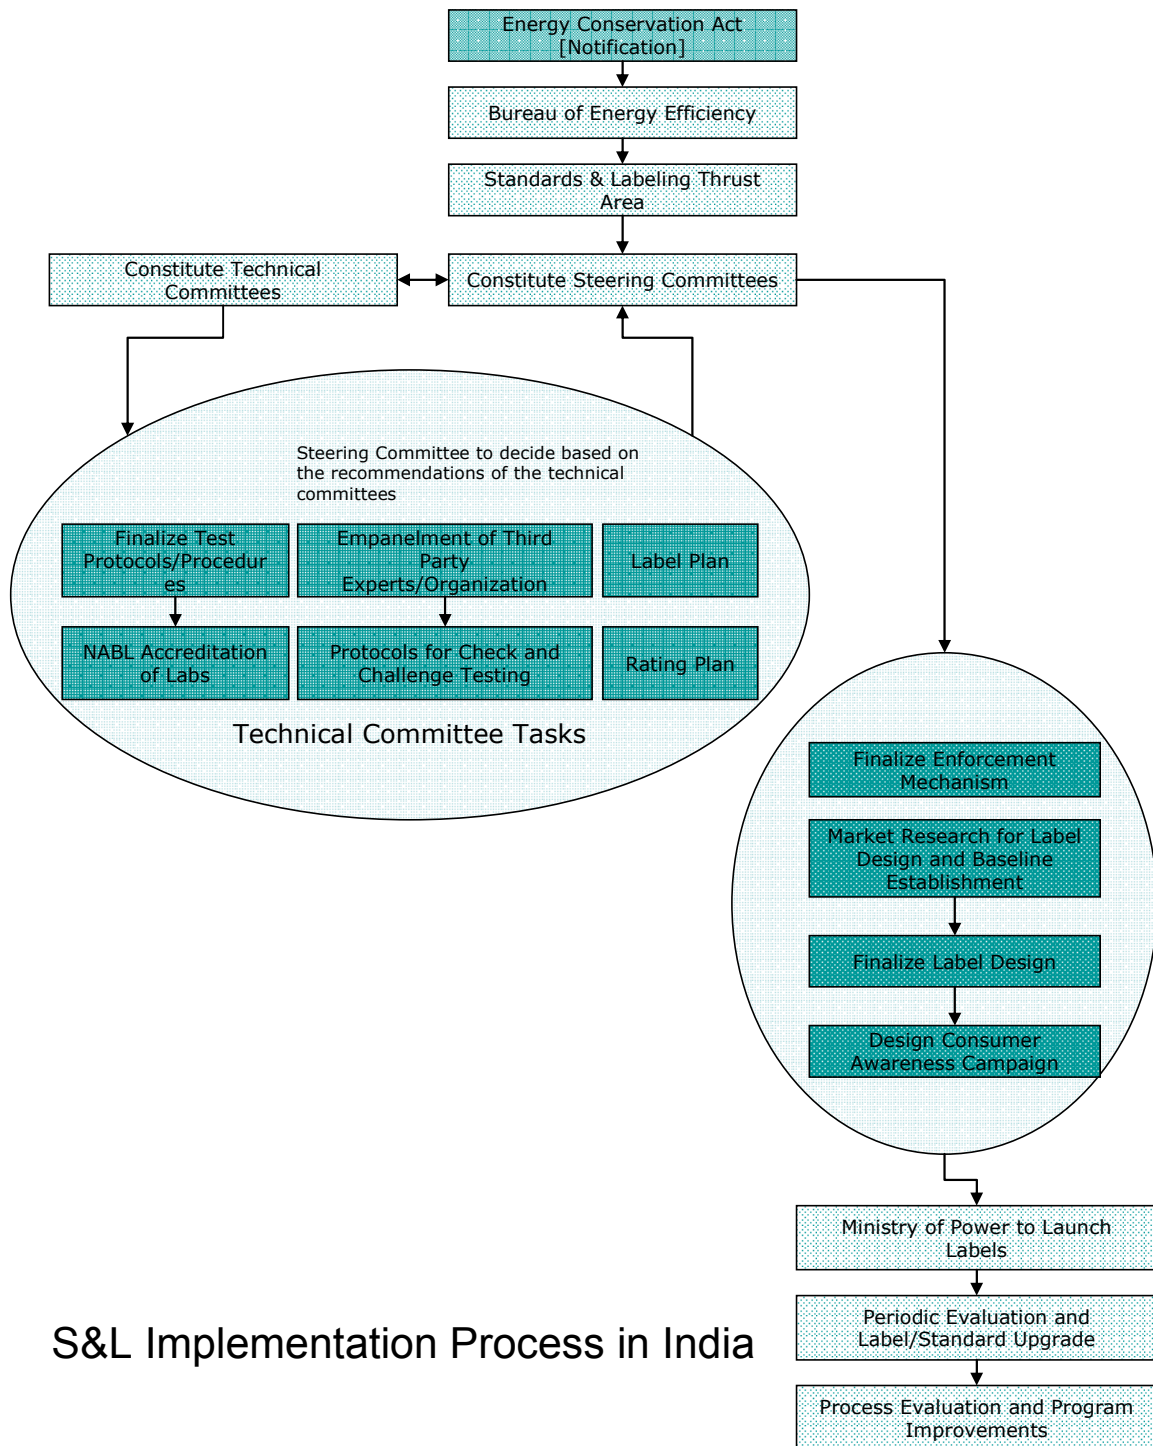 Energy Conservation Act
[Notification]
Bureau of Energy Efficiency
Standards & Labeling Thrust
Area
Constitute Technical
Committees
Constitute Steering Committees
Steering Committee to decide based on
the recommendations of the technical
committees
Finalize Test
Protocols/Procedur
es
Empanelment of Third
Party
Experts/Organization
Label Plan
NABL Accreditation
of Labs
Protocols for Check and
Challenge Testing
Rating Plan
Technical Committee Tasks
Finalize Enforcement
Mechanism
Market Research for Label
Design and Baseline
Establishment
Finalize Label Design
Design Consumer
Awareness Campaign
Ministry of Power to Launch
Labels
Periodic Evaluation and
Label/Standard Upgrade
Process Evaluation and Program
Improvements
S&L Implementation Process in India